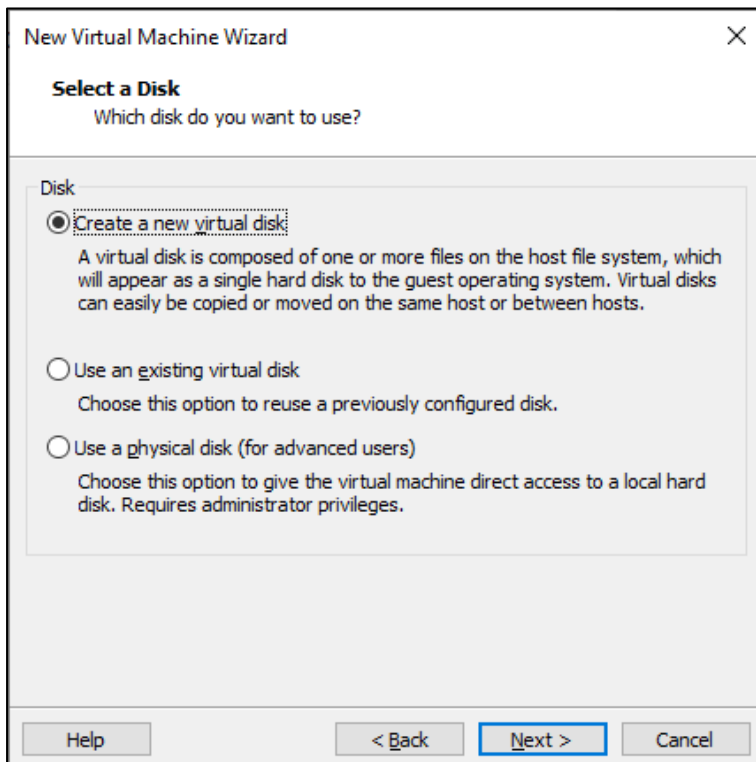 New Virtual Machine Wizard
Select a Disk
Which disk do you want to use?
Disk
Create a new virtual disk
A virtual disk is composed of one or more files on the host file system, which
will appear as a single hard disk to the guest operating system. Virtual disks
can easily be copied or moved on the same host or between hosts.
Use an existing virtual disk
Choose this option to reuse a previously configured disk.
Use a physical disk (for advanced users)
Choose this option to give the virtual machine direct access to a local hard
disk. Requires administrator privileges.
Help
< Back
Next >
Cancel